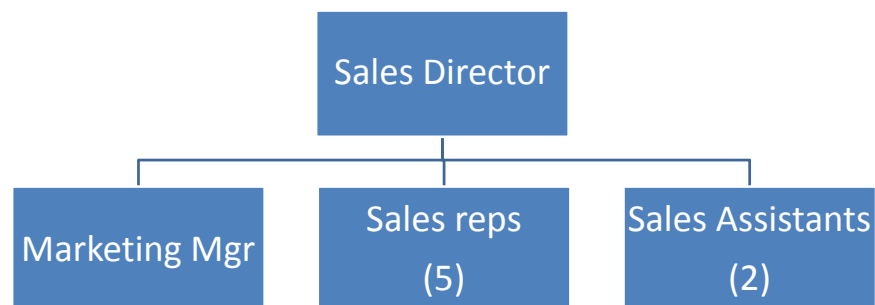 Sales Director
Marketing Mgr
Sales reps
(5)
Sales Assistants
(2)